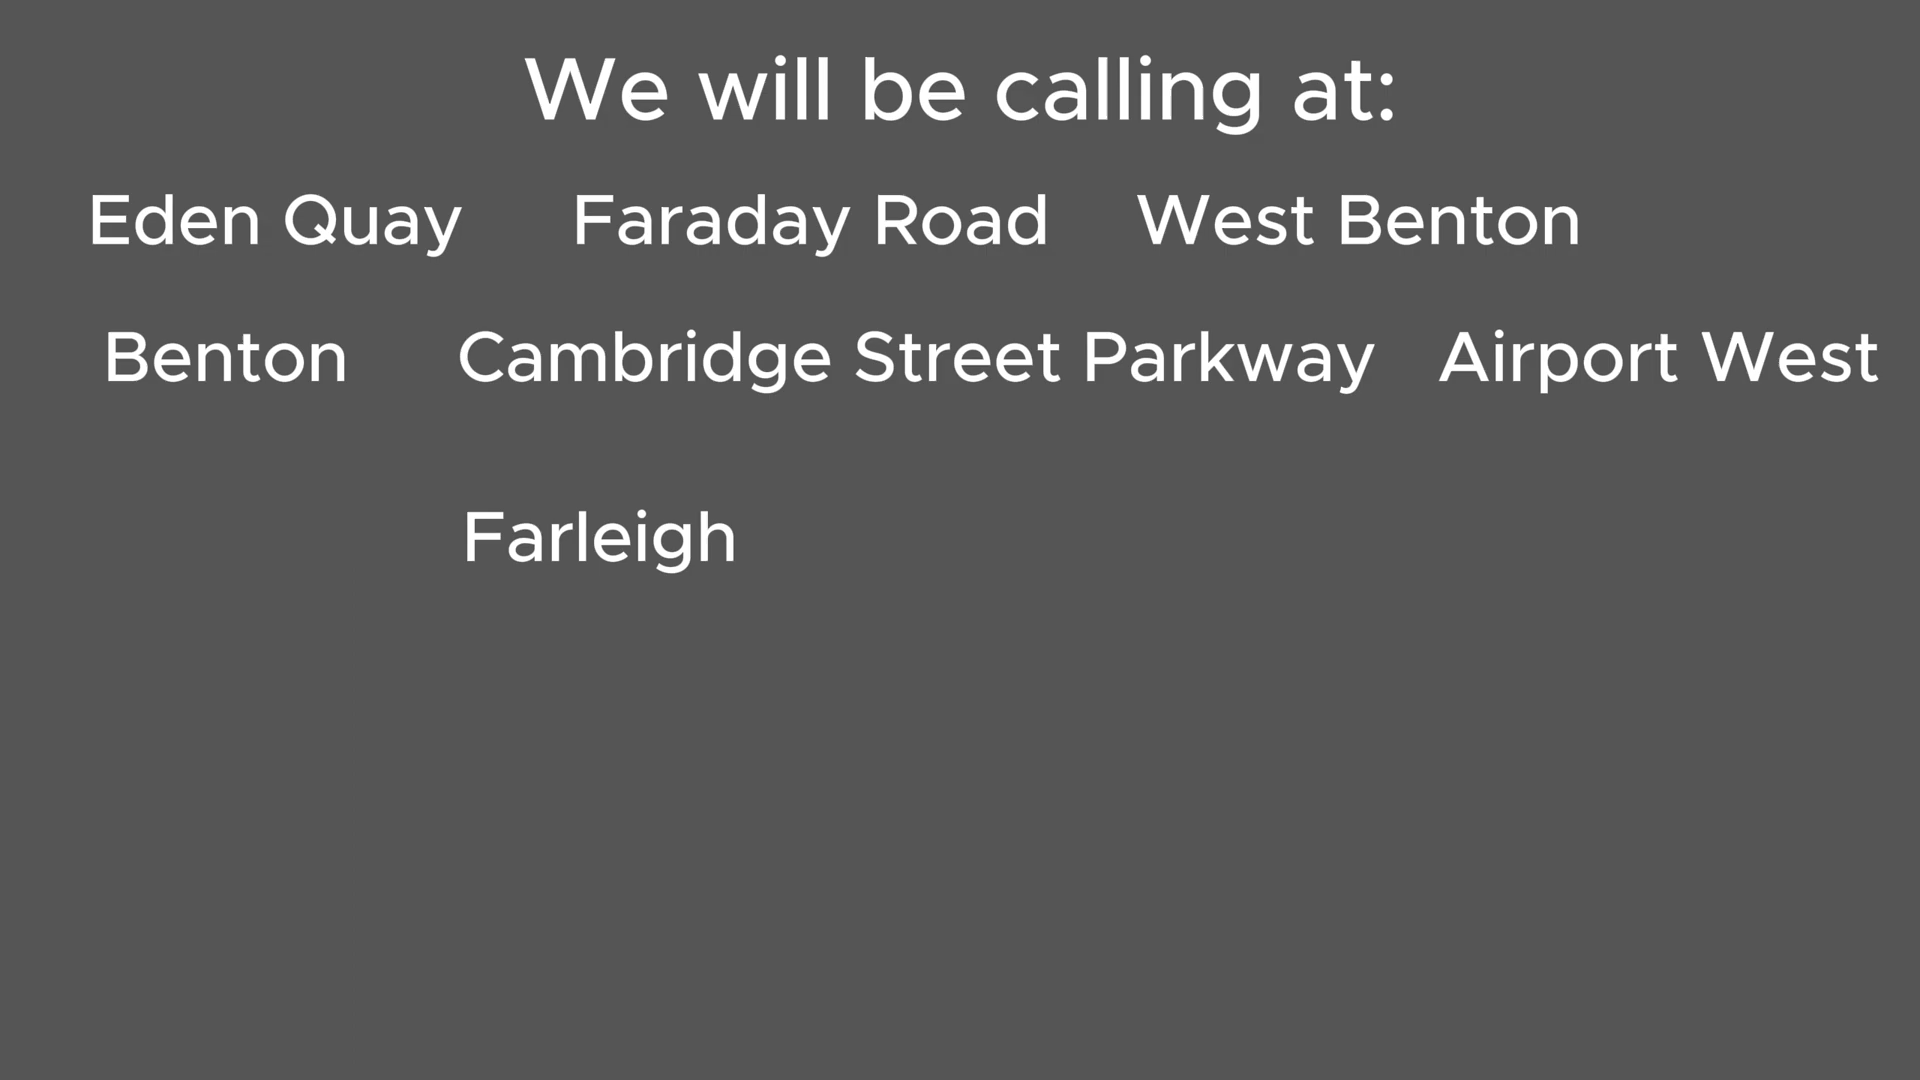 We will be calling at:
Eden Quay Faraday Road West Benton
Benton Cambridge Street Parkway Airport West
Farleigh